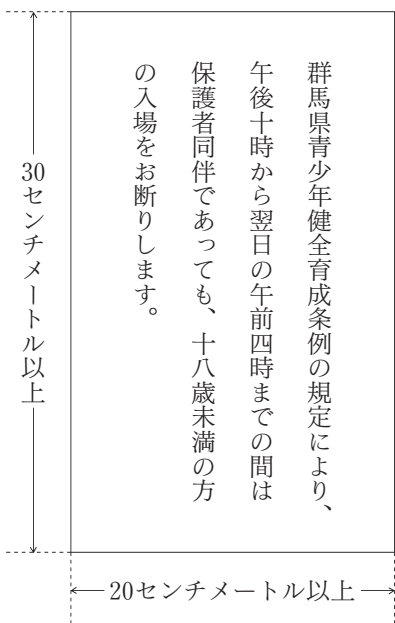 群馬県青少年健全育成条例の規定により、
午後十時から翌日の午前四時までの間は
保護者同伴であっても、十八歳未満の方
の入場をお断りします。
30センチメートル以上
20センチメートル以上